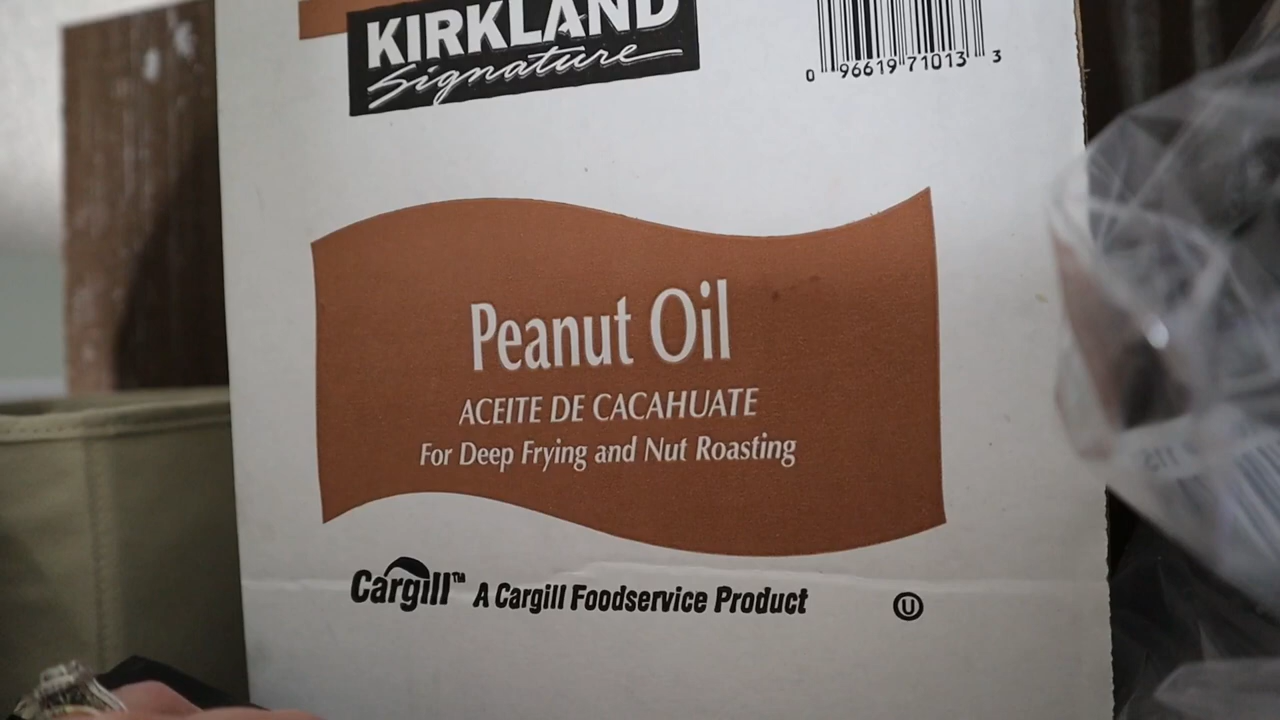 KIRKLAND
Signature
0 96619 71013 3
Peanut Oil
ACEITE DE CACAHUATE
For Deep Frying and Nut Roasting
Cargill™ A Cargill Foodservice Product
U